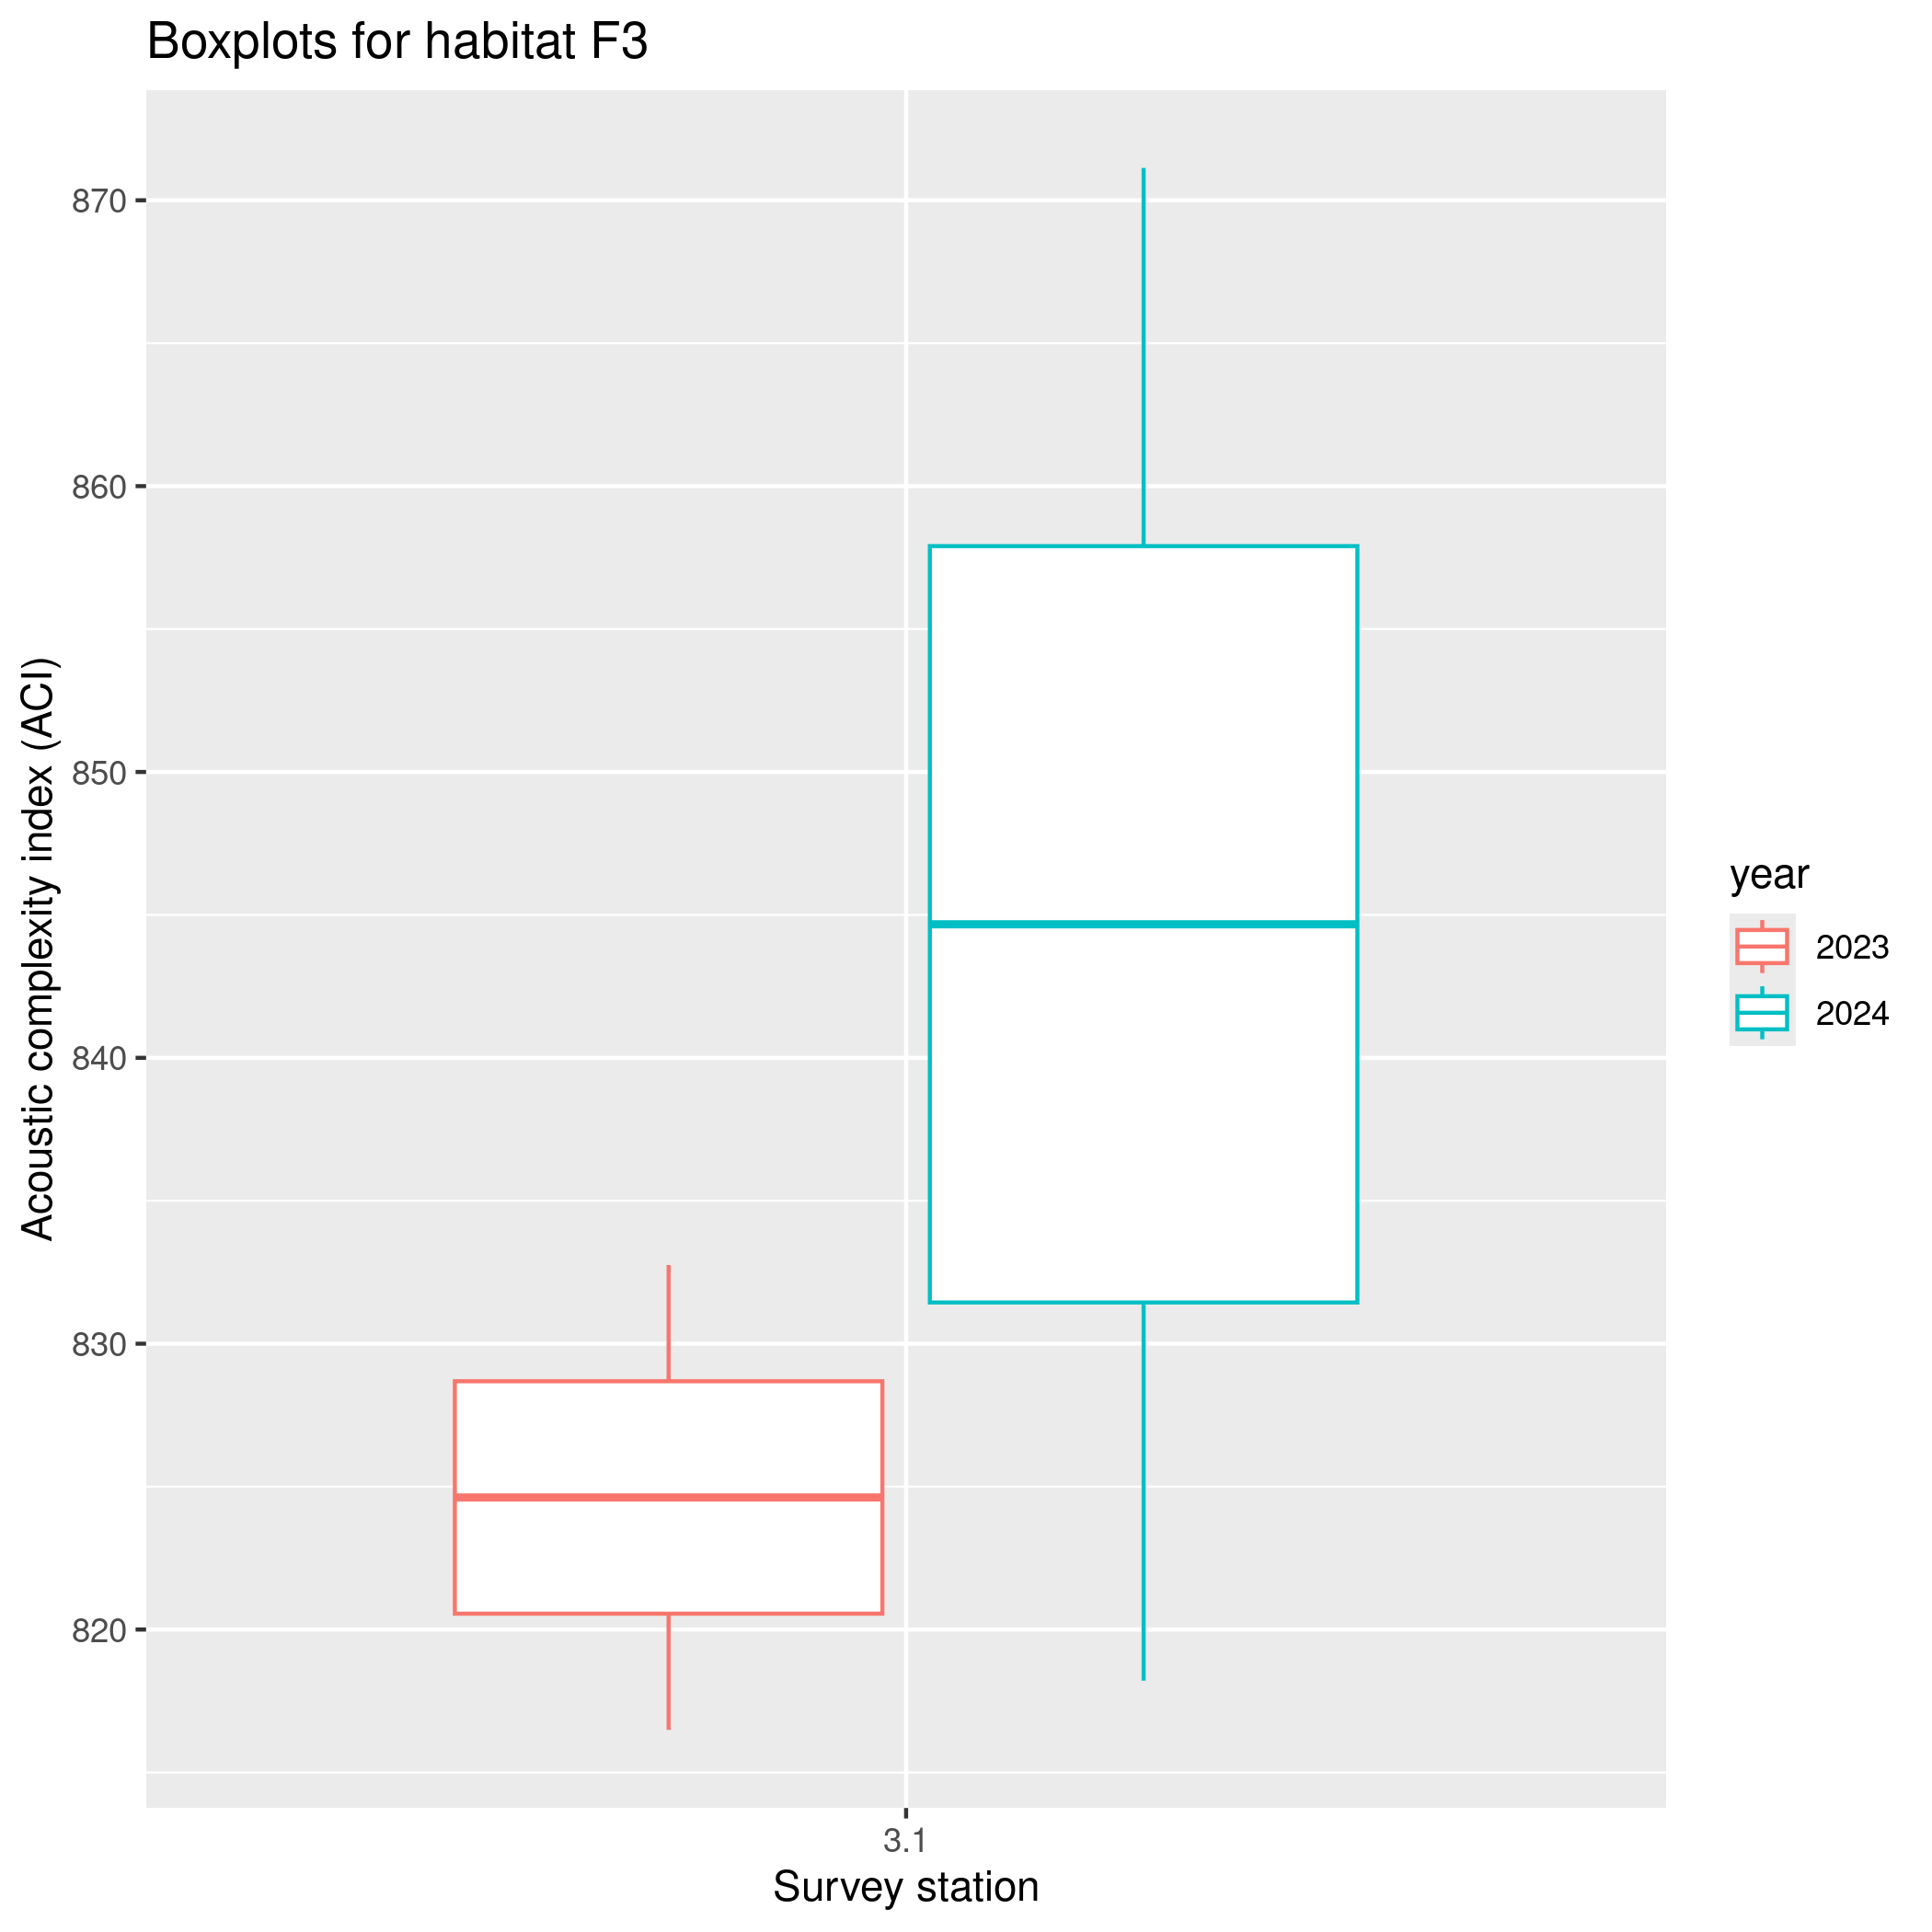 Boxplots for habitat F3
Acoustic complexity index (ACI)
870
860
850
840
830
820
3.1
Survey station
year
2023
2024